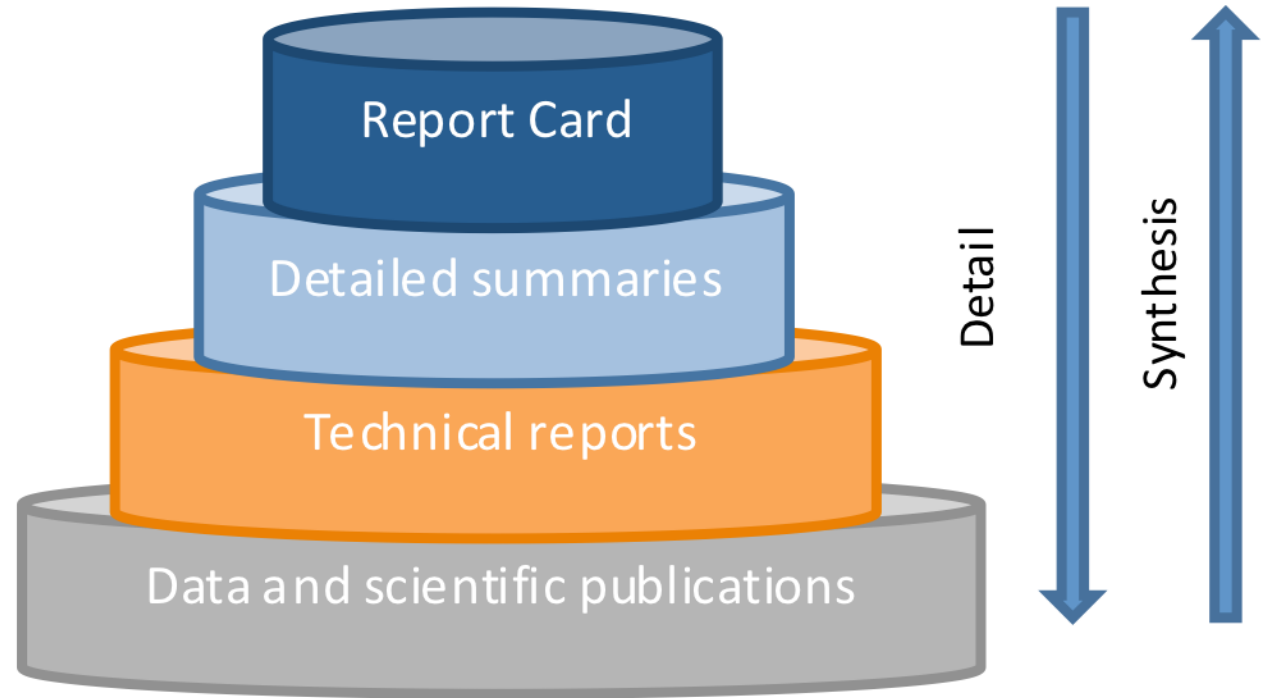 Report Card
Detailed summaries
Technical reports
Data and scientific publications
Detail
Synthesis